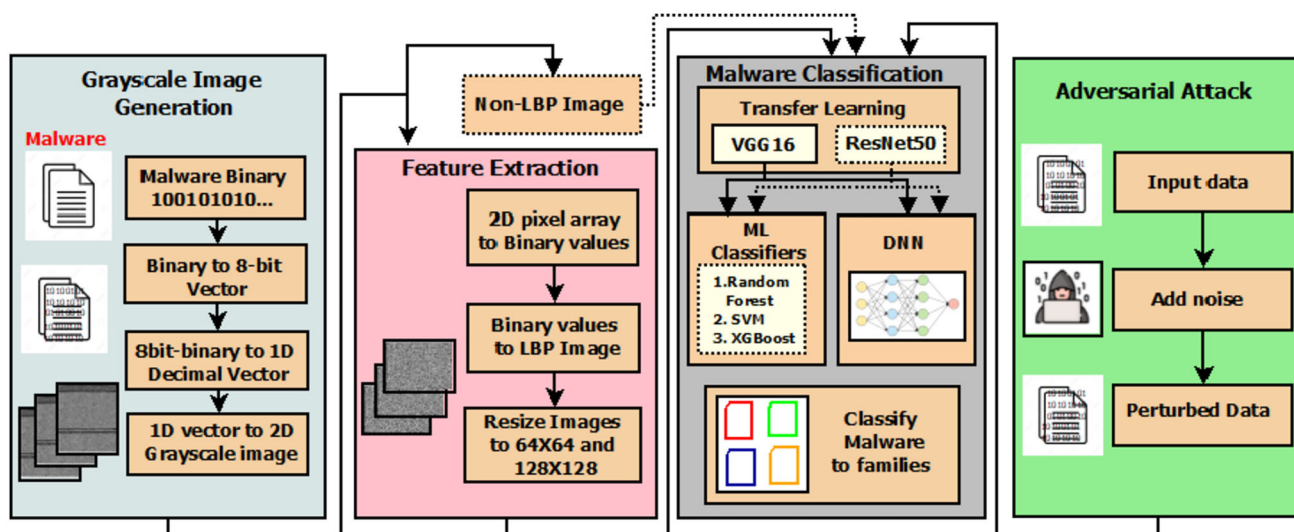 Grayscale Image
Generation
Malware
Malware Binary
100101010...
Binary to 8-bit
Vector
8bit-binary to 1D
Decimal Vector
1D vector to 2D
Grayscale image
Non-LBP Image
Feature Extraction
2D pixel array
to Binary values
Binary values
to LBP Image
Resize Images
to 64X64 and
128X128
Malware Classification
Transfer Learning
VGG16
ResNet50
ML
Classifiers
1.Random
Forest
2. SVM
3. XGBoost
DNN
Classify
Malware
to families
Adversarial Attack
Input data
Add noise
Perturbed Data